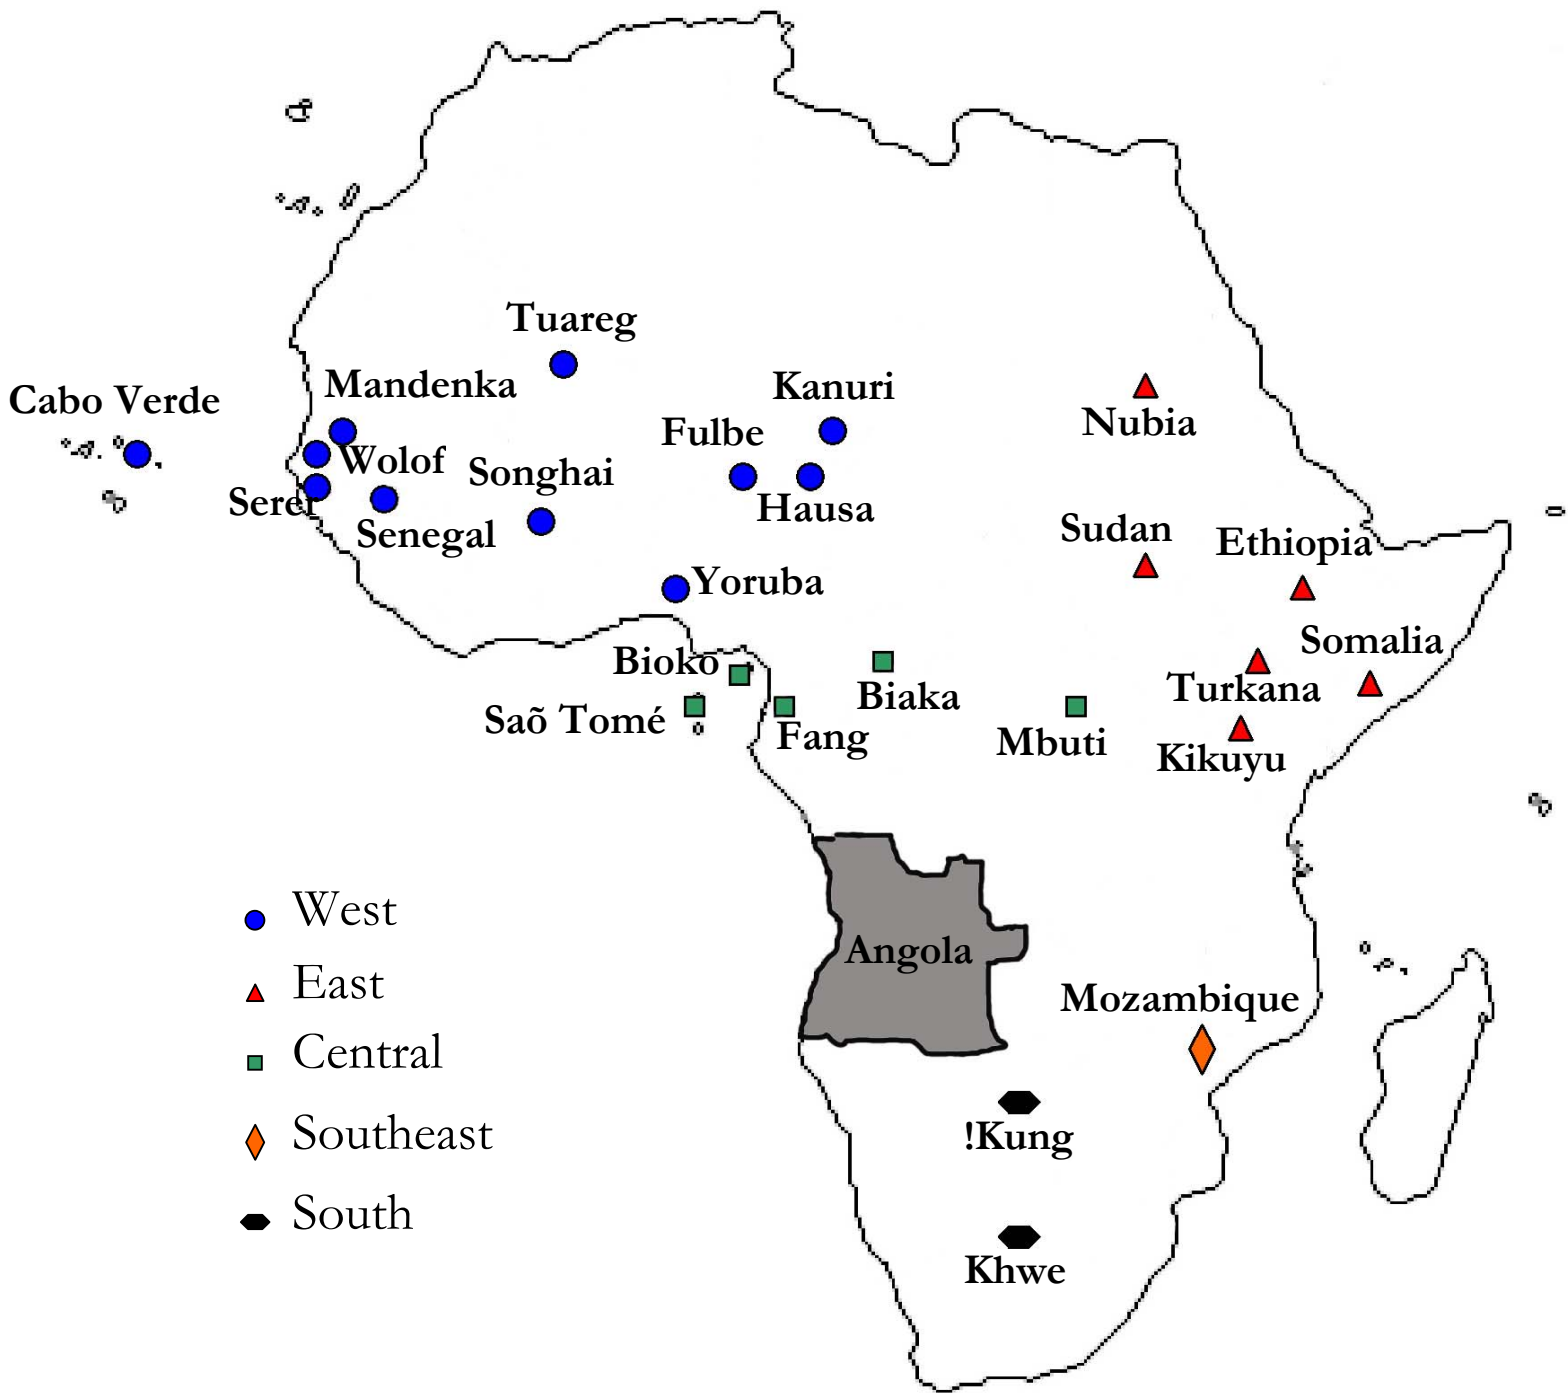 Tuareg
Mandenka
Kanuri
Cabo Verde
Nubia
Fulbe
Wolof
Songhai
Serer
Hausa
Senegal
Sudan
Ethiopia
Yoruba
Somalia
Bioko
Turkana
Biaka
Saõ Tomé
Fang
Mbuti
Kikuyu
West
Angola
East
Mozambique
Central
Southeast
!Kung
South
Khwe